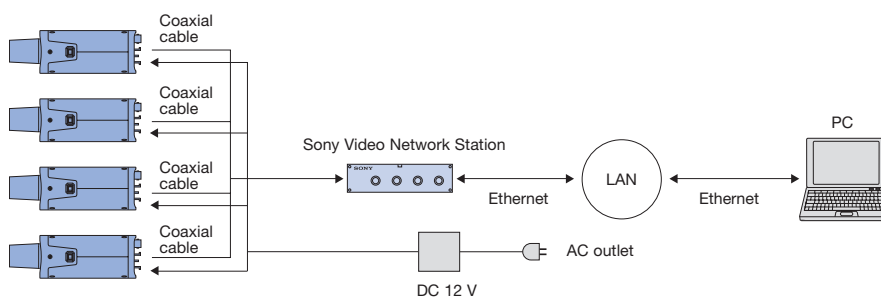 Coaxial
cable
Coaxial
cable
Coaxial
cable
Coaxial
cable
Sony Video Network Station
SONY
Ethernet
LAN
Ethernet
PC
DC 12 V
AC outlet